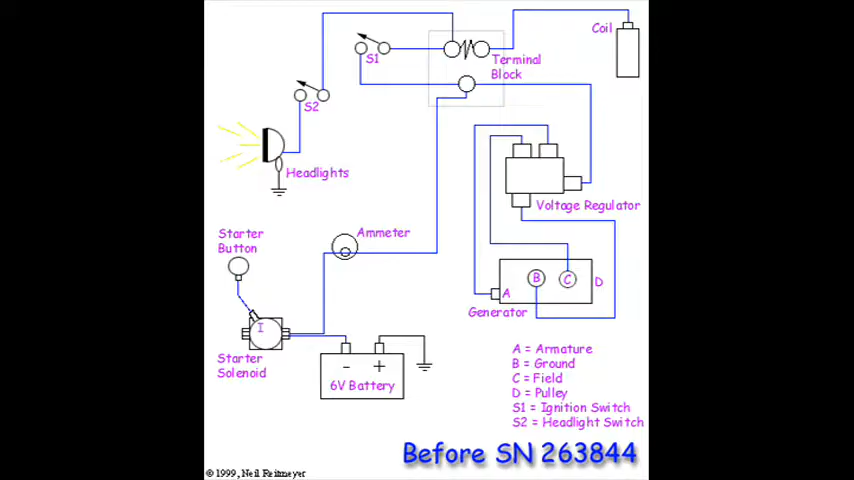 Coil
S1
Terminal
Block
S2
Headlights
Voltage Regulator
Starter
Button
Ammeter
B
C
D
A
Generator
I
Starter
Solenoid
- +
6V Battery
A = Armature
B = Ground
C = Field
D = Pulley
S1 = Ignition Switch
S2 = Headlight Switch
Before SN 263844
© 1999, Neil Reitmeyer